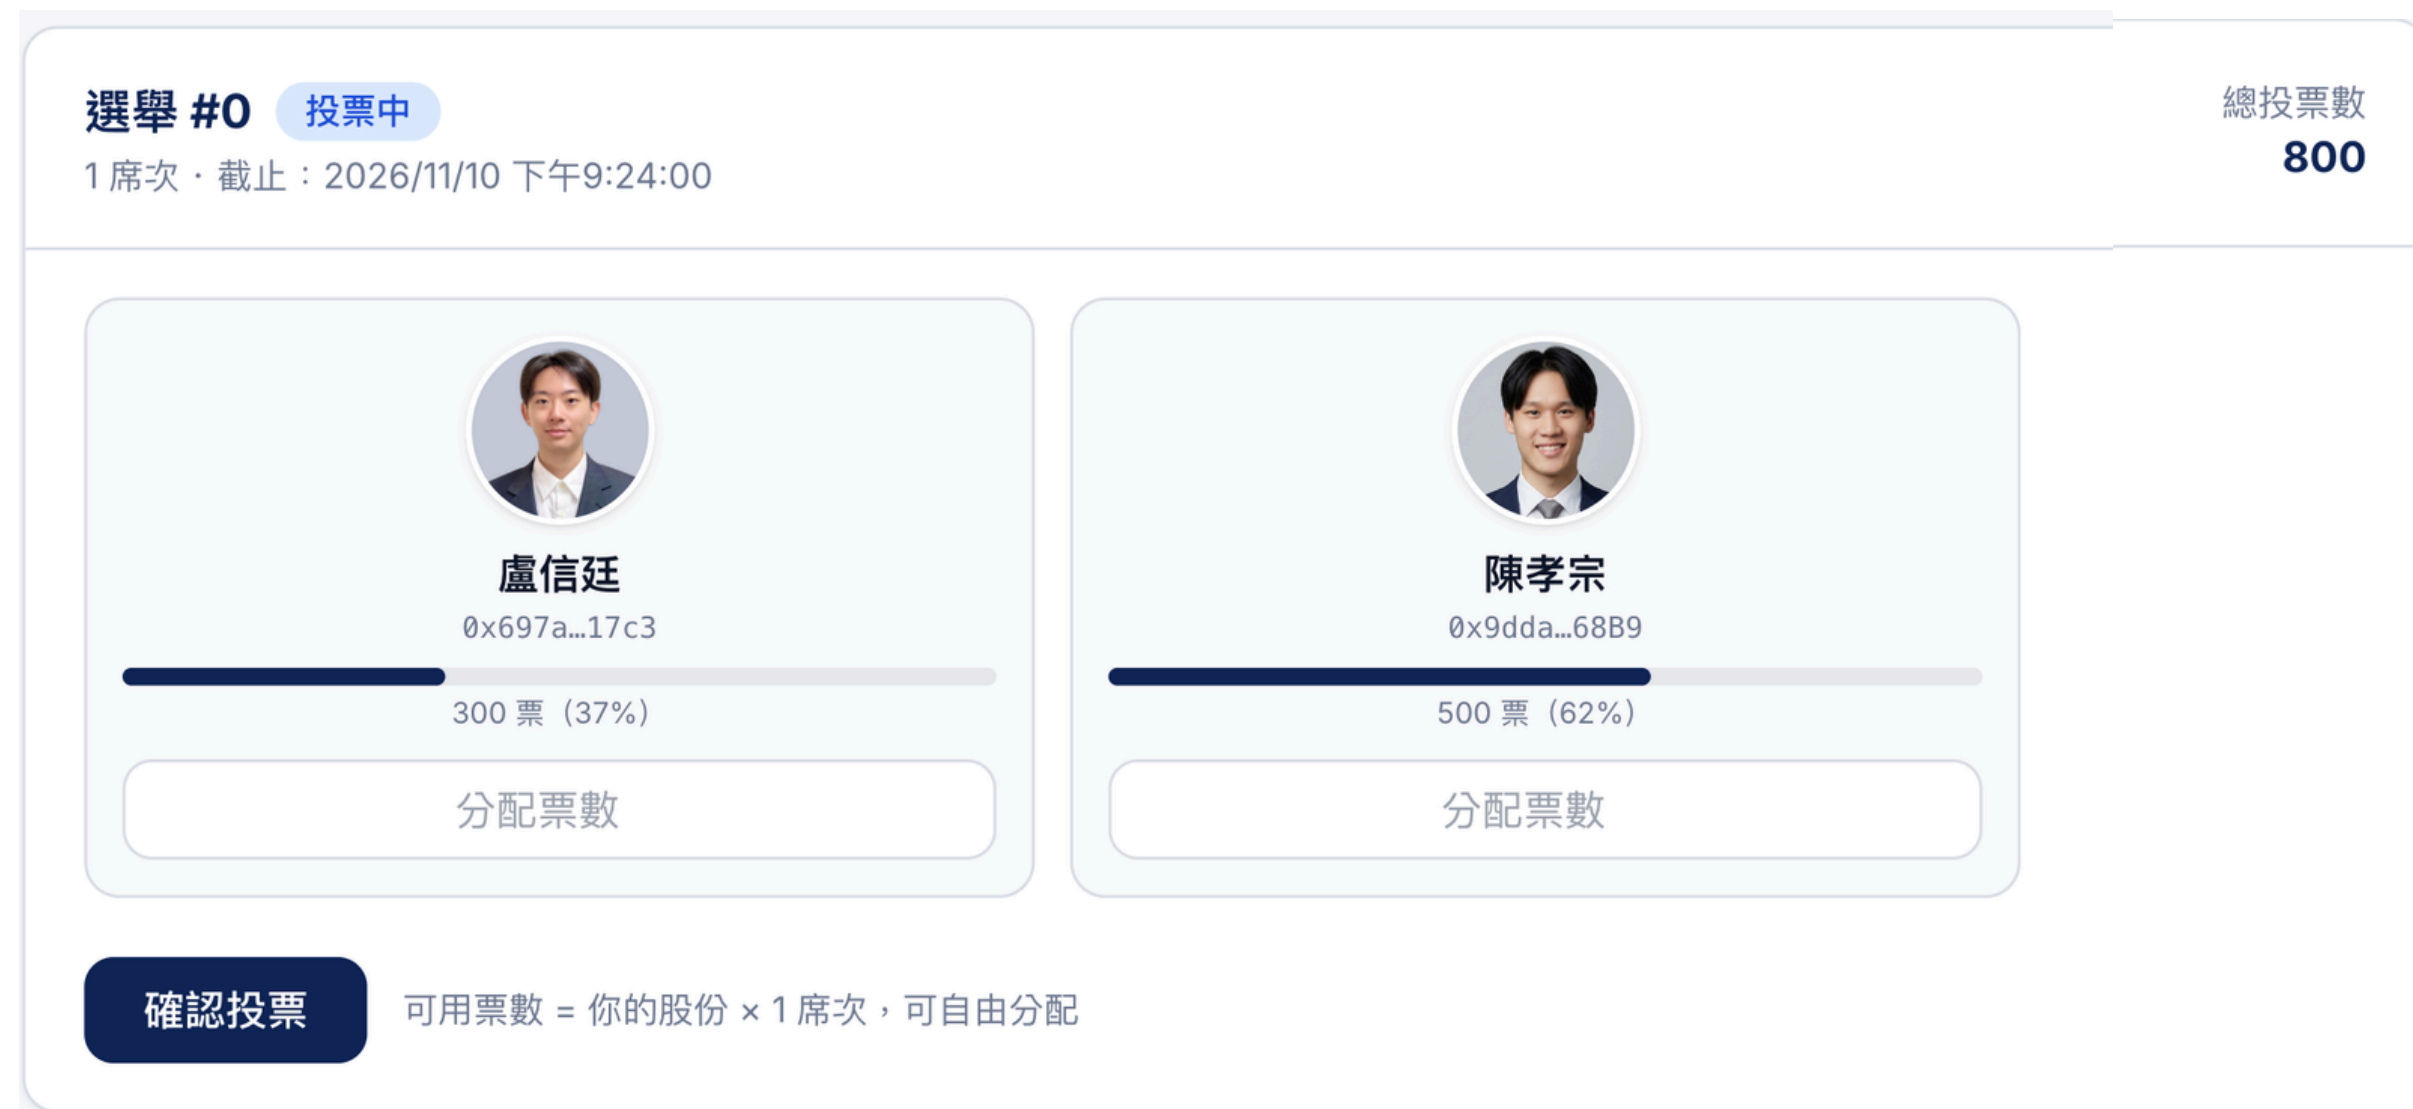 選舉 #0 投票中
1 席次 · 截止：2026/11/10 下午9:24:00
總投票數
800
盧信廷
0x697a…17c3
300 票（37%）
分配票數
陳孝宗
0x9dda…68B9
500 票（62%）
分配票數
確認投票
可用票數 = 你的股份 × 1 席次，可自由分配